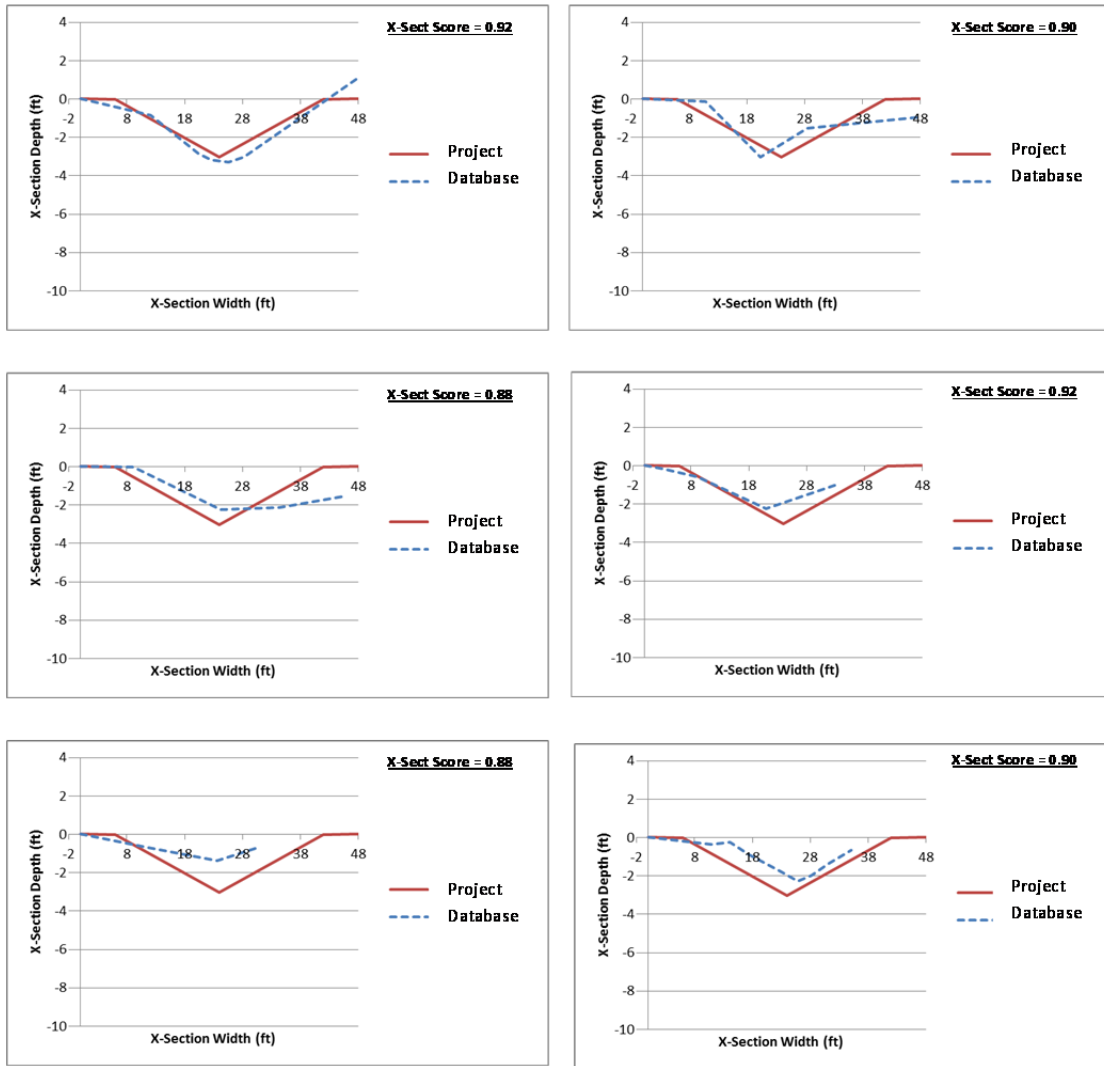 X-Sect Score = 0.92
4
2
0
-2
-4
-6
-8
-10
-2 8 18 28 38 48
X-Section Depth (ft)
X-Section Width (ft)
Project
Database
X-Sect Score = 0.90
4
2
0
-2
-4
-6
-8
-10
-2 8 18 28 38 48
X-Section Depth (ft)
X-Section Width (ft)
Project
Database
X-Sect Score = 0.88
4
2
0
-2
-4
-6
-8
-10
-2 8 18 28 38 48
X-Section Depth (ft)
X-Section Width (ft)
Project
Database
X-Sect Score = 0.92
4
2
0
-2
-4
-6
-8
-10
-2 8 18 28 38 48
X-Section Depth (ft)
X-Section Width (ft)
Project
Database
X-Sect Score = 0.88
4
2
0
-2
-4
-6
-8
-10
-2 8 18 28 38 48
X-Section Depth (ft)
X-Section Width (ft)
Project
Database
X-Sect Score = 0.90
4
2
0
-2
-4
-6
-8
-10
-2 8 18 28 38 48
X-Section Depth (ft)
X-Section Width (ft)
Project
Database